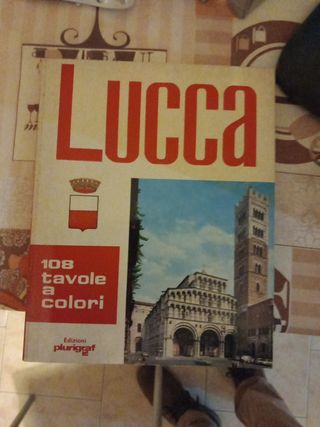 Lucca
108
tavole
a
colori
Edizioni
plurigraf